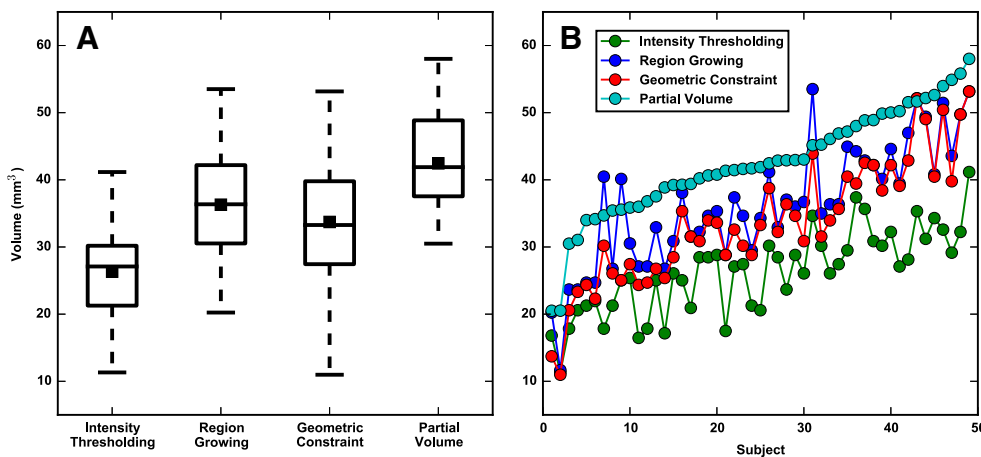 A
60
50
40
30
20
10
Volume (mm³)
Intensity
Thresholding
Region
Growing
Geometric
Constraint
Partial
Volume
B
Intensity Thresholding
Region Growing
Geometric Constraint
Partial Volume
60
50
40
30
20
10
0 10 20 30 40 50
Subject